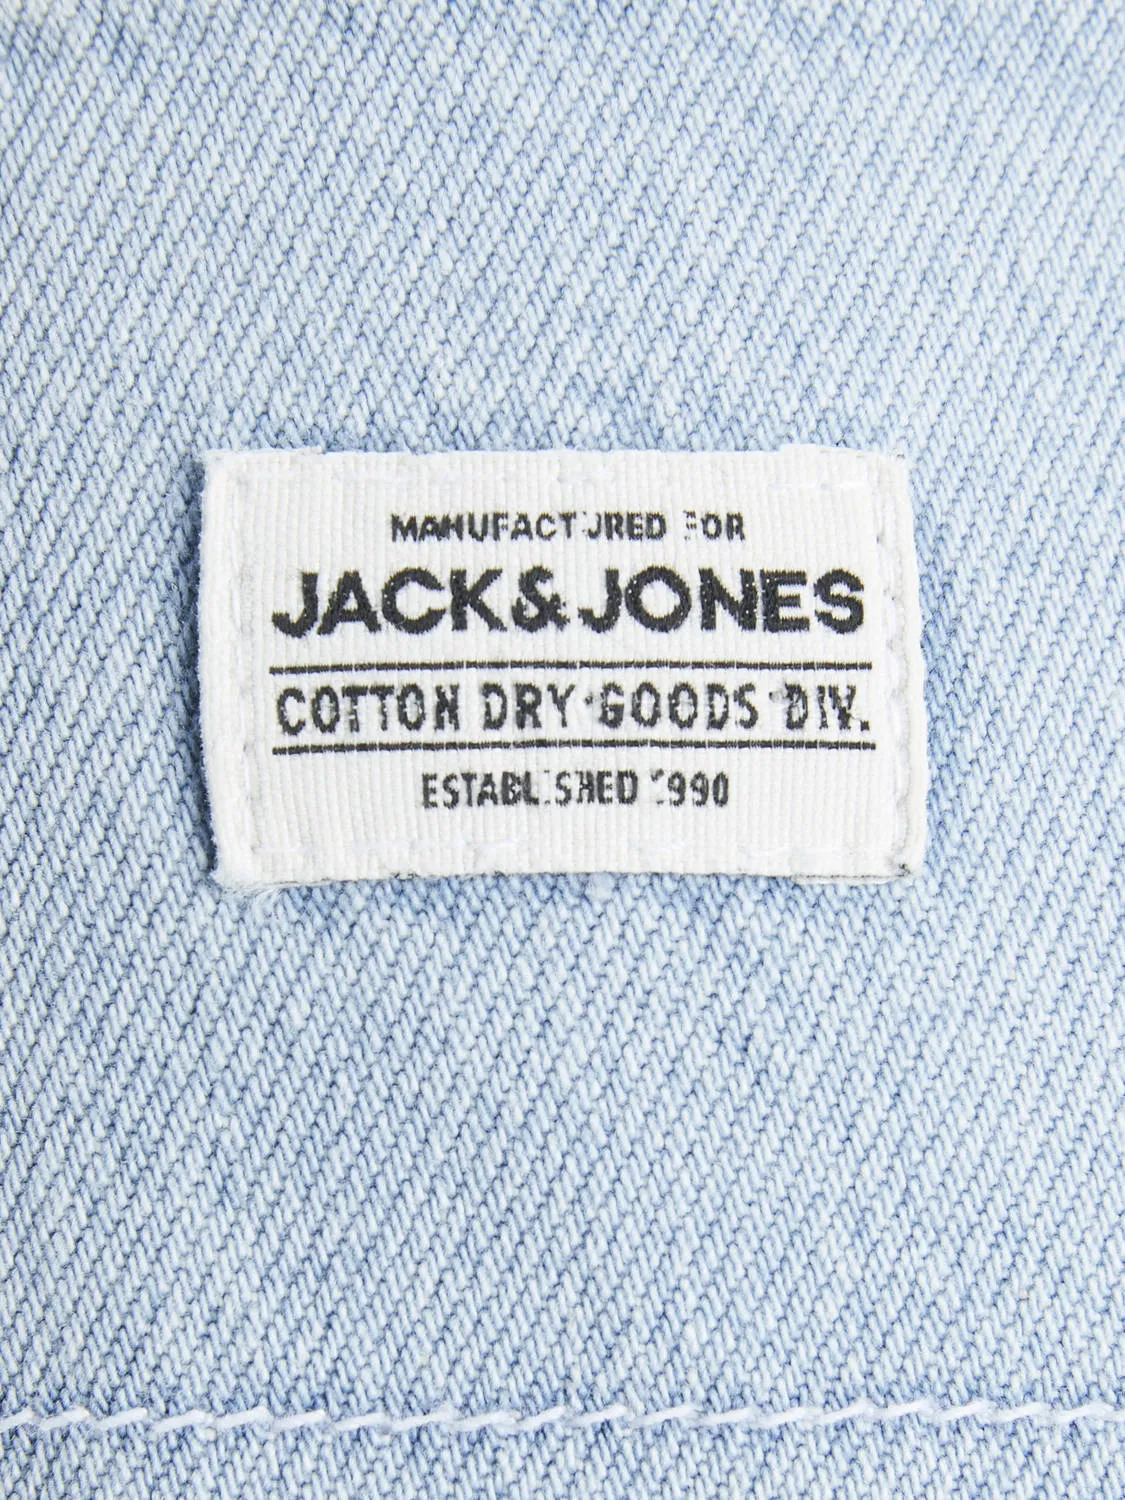 MANUFACTURED FOR
JACK&JONES
COTTON DRY GOODS DIV.
ESTABLISHED 1990